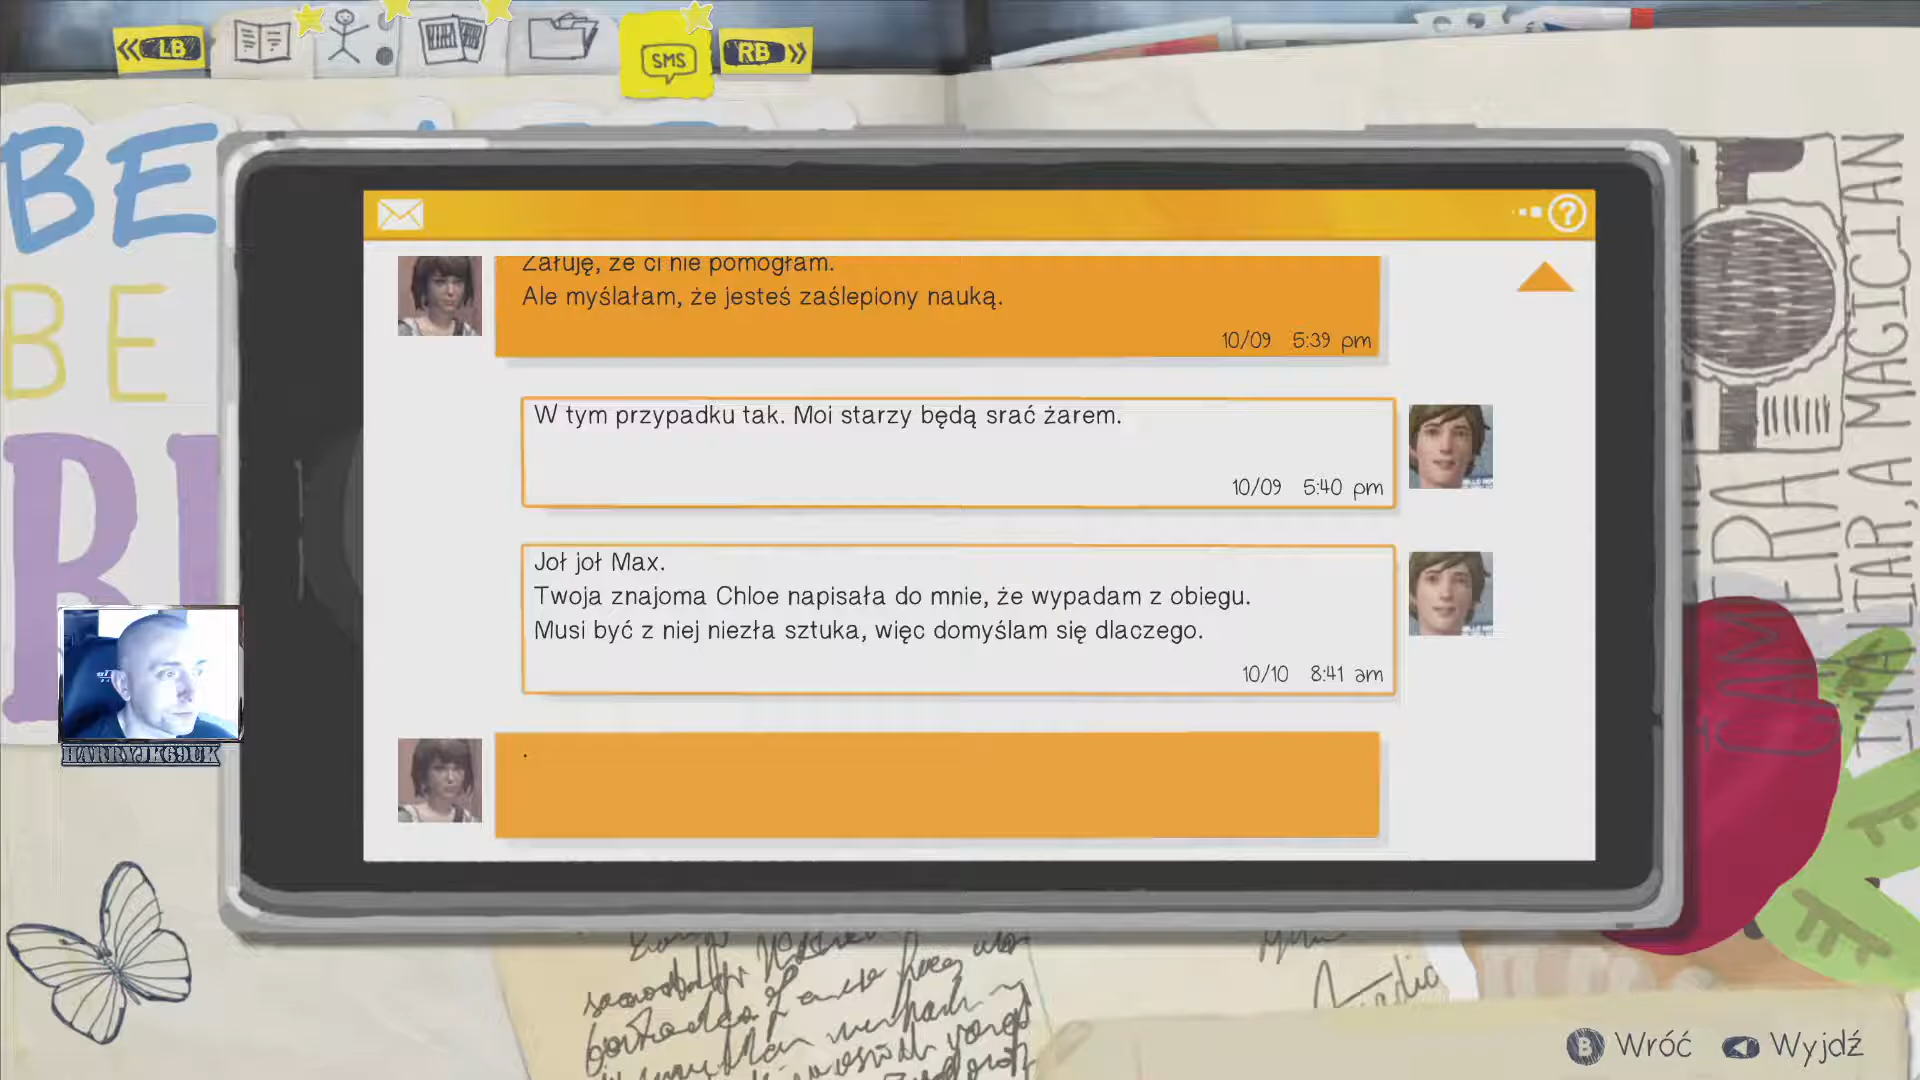 LB
SMS
RB
BE
BE
Żałuję, że ci nie pomogłam.
Ale myślałam, że jesteś zaślepiony nauką.
10/09 5:39 pm
W tym przypadku tak. Moi starzy będą srać żarem.
10/09 5:40 pm
Joł joł Max.
Twoja znajoma Chloe napisała do mnie, że wypadam z obiegu.
Musi być z niej niezła sztuka, więc domyślam się dlaczego.
10/10 8:41 am
.
HARRYJK69UK
LIAR, A MAGICIAN
B Wróć
Wyjdź